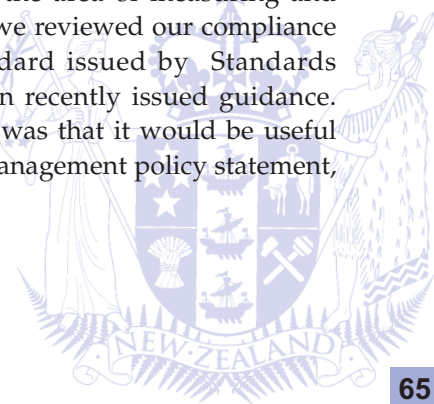 the area of measuring and
we reviewed our compliance
dard issued by Standards
n recently issued guidance.
was that it would be useful
anagement policy statement,
NEW·ZEALAND
65